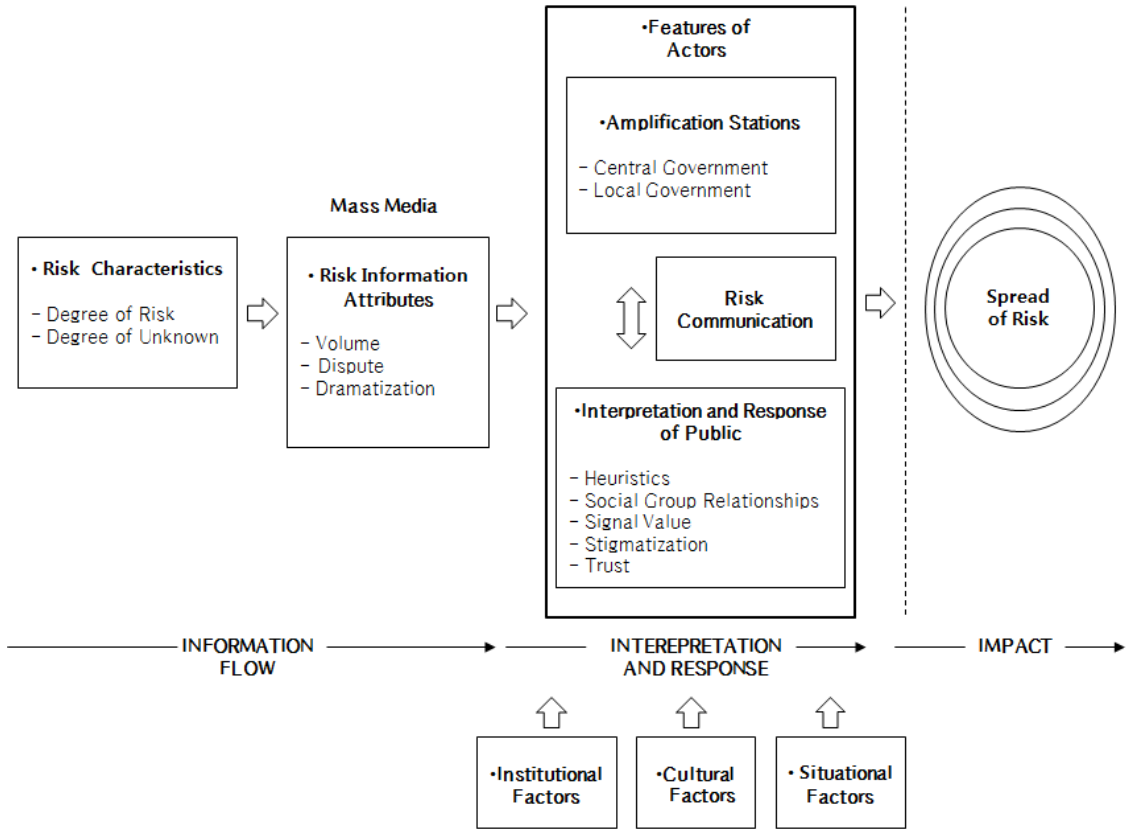 Mass Media
· Risk Characteristics
– Degree of Risk
– Degree of Unknown
· Risk Information
Attributes
– Volume
– Dispute
– Dramatization
·Features of
Actors
·Amplification Stations
– Central Government
– Local Government
Risk
Communication
·Interpretation and Response
of Public
– Heuristics
– Social Group Relationships
– Signal Value
– Stigmatization
– Trust
Spread
of Risk
INFORMATION
FLOW
INTEREPRETATION
AND RESPONSE
IMPACT
·Institutional
Factors
·Cultural
Factors
· Situational
Factors